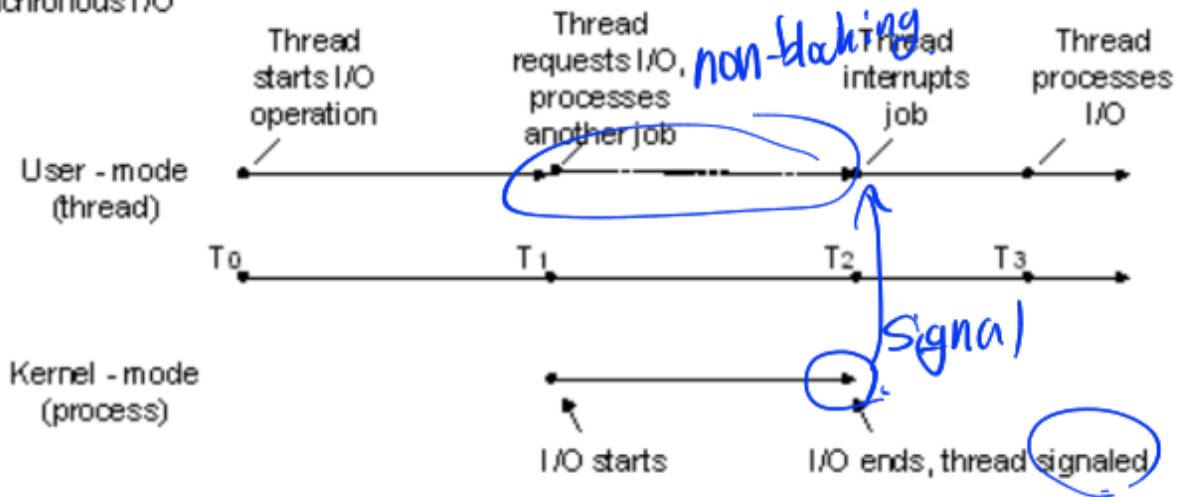 chronous I/O
Thread
starts I/O
operation
Thread
requests I/O,
processes
another job
non-blocking
Thread
interrupts
job
Thread
processes
I/O
User - mode
(thread)
T0
T1
T2
T3
signal
Kernel - mode
(process)
I/O starts
I/O ends, thread signaled